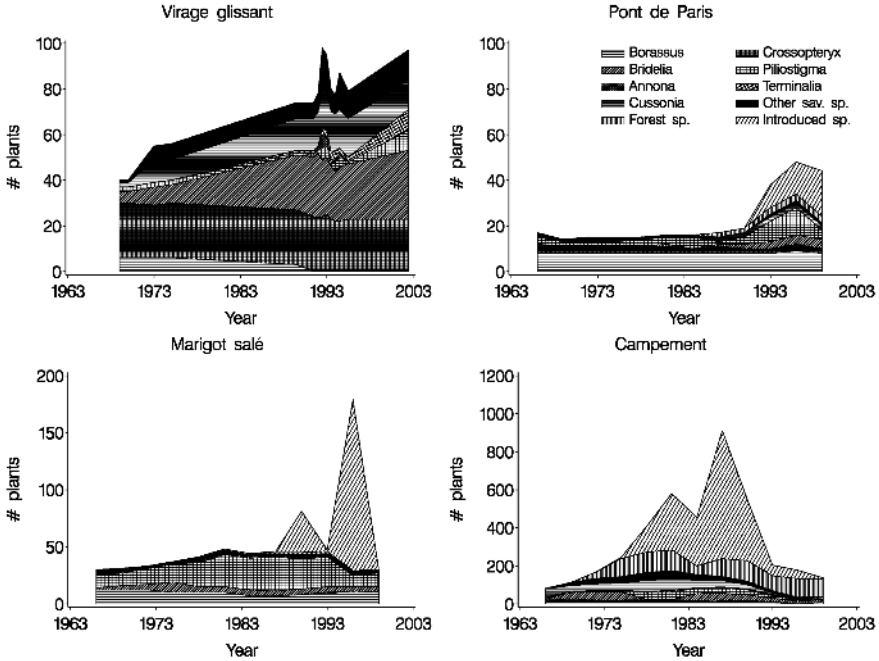 Virage glissant
100
80
60
40
20
0
# plants
1963 1973 1983 1993 2003
Year
Pont de Paris
100
80
60
40
20
0
# plants
Borassus Crossopteryx
Bridelia Piliostigma
Annona Terminalia
Cussonia Other sav. sp.
Forest sp. Introduced sp.
1963 1973 1983 1993 2003
Year
Marigot salé
200
150
100
50
0
# plants
1963 1973 1983 1993 2003
Year
Campement
1200
1000
800
600
400
200
0
# plants
1963 1973 1983 1993 2003
Year